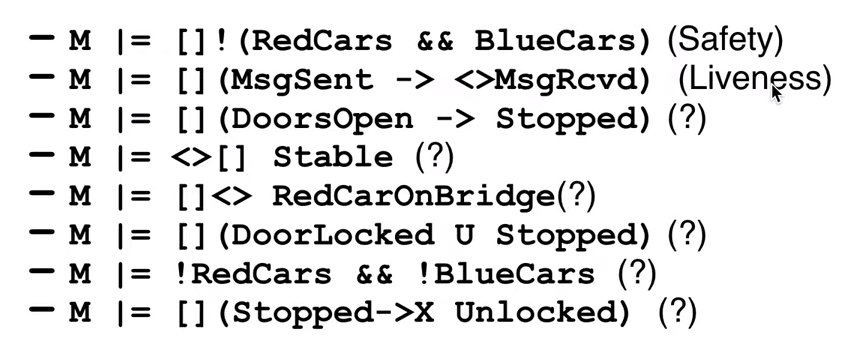 – M |= []!(RedCars && BlueCars) (Safety)
– M |= [](MsgSent -> <>MsgRcvd) (Liveness)
– M |= [](DoorsOpen -> Stopped) (?)
– M |= <>[] Stable (?)
– M |= []<> RedCarOnBridge(?)
– M |= [](DoorLocked U Stopped) (?)
– M |= !RedCars && !BlueCars (?)
– M |= [](Stopped->X Unlocked) (?)